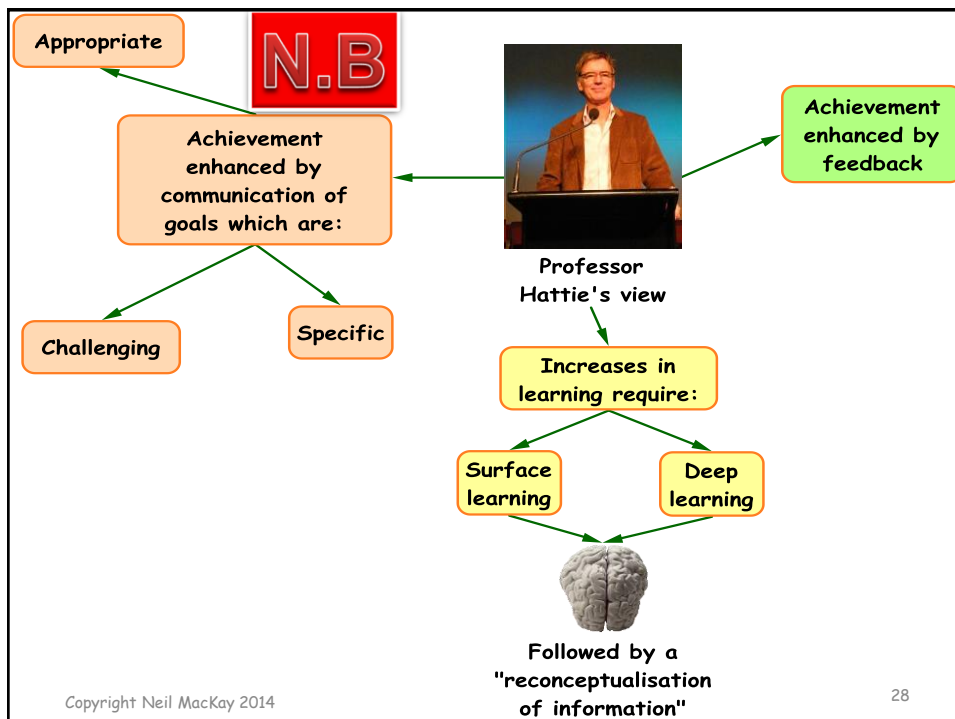 Appropriate
N.B
Achievement
enhanced by
communication of
goals which are:
Challenging
Specific
Professor
Hattie's view
Achievement
enhanced by
feedback
Increases in
learning require:
Surface
learning
Deep
learning
Followed by a
"reconceptualisation
of information"
Copyright Neil MacKay 2014
28